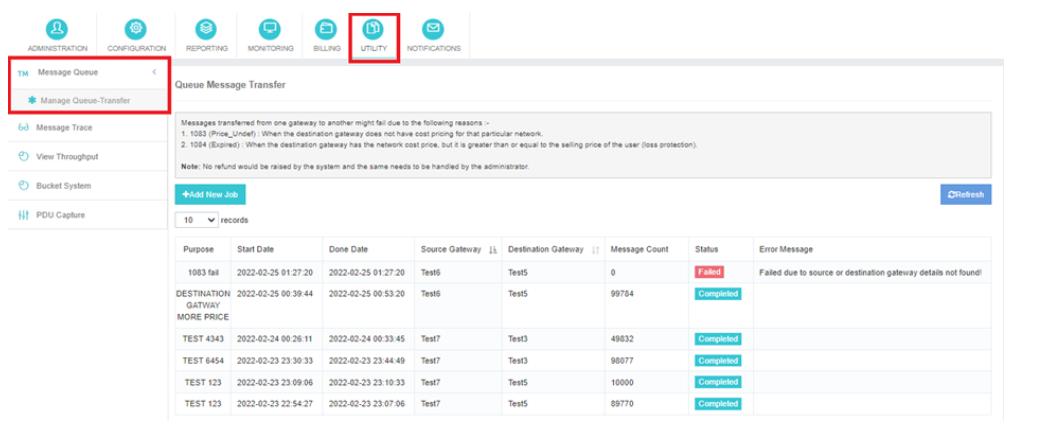 ADMINISTRATION CONFIGURATION REPORTING MONITORING BILLING UTILITY NOTIFICATIONS
TM Message Queue <
Manage Queue-Transfer
Message Trace
View Throughput
Bucket System
PDU Capture
Queue Message Transfer
Messages transferred from one gateway to another might fail due to the following reasons :-
1. 1083 (Price_Undef) : When the destination gateway does not have cost pricing for that particular network.
2. 1084 (Expired) : When the destination gateway has the network cost price, but it is greater than or equal to the selling price of the user (loss protection).
Note: No refund would be raised by the system and the same needs to be handled by the administrator.
+Add New Job Refresh
10 records
Purpose Start Date Done Date Source Gateway Destination Gateway Message Count Status Error Message
1083 fail 2022-02-25 01:27:20 2022-02-25 01:27:20 Test6 Test5 0 Failed Failed due to source or destination gateway details not found!
DESTINATION 2022-02-25 00:39:44 2022-02-25 00:53:20 Test6 Test5 99784 Completed
GATWAY
MORE PRICE
TEST 4343 2022-02-24 00:26:11 2022-02-24 00:33:45 Test7 Test3 49832 Completed
TEST 6454 2022-02-23 23:30:33 2022-02-23 23:44:49 Test7 Test3 98077 Completed
TEST 123 2022-02-23 23:09:06 2022-02-23 23:10:33 Test7 Test5 10000 Completed
TEST 123 2022-02-23 22:54:27 2022-02-23 23:07:06 Test7 Test5 89770 Completed